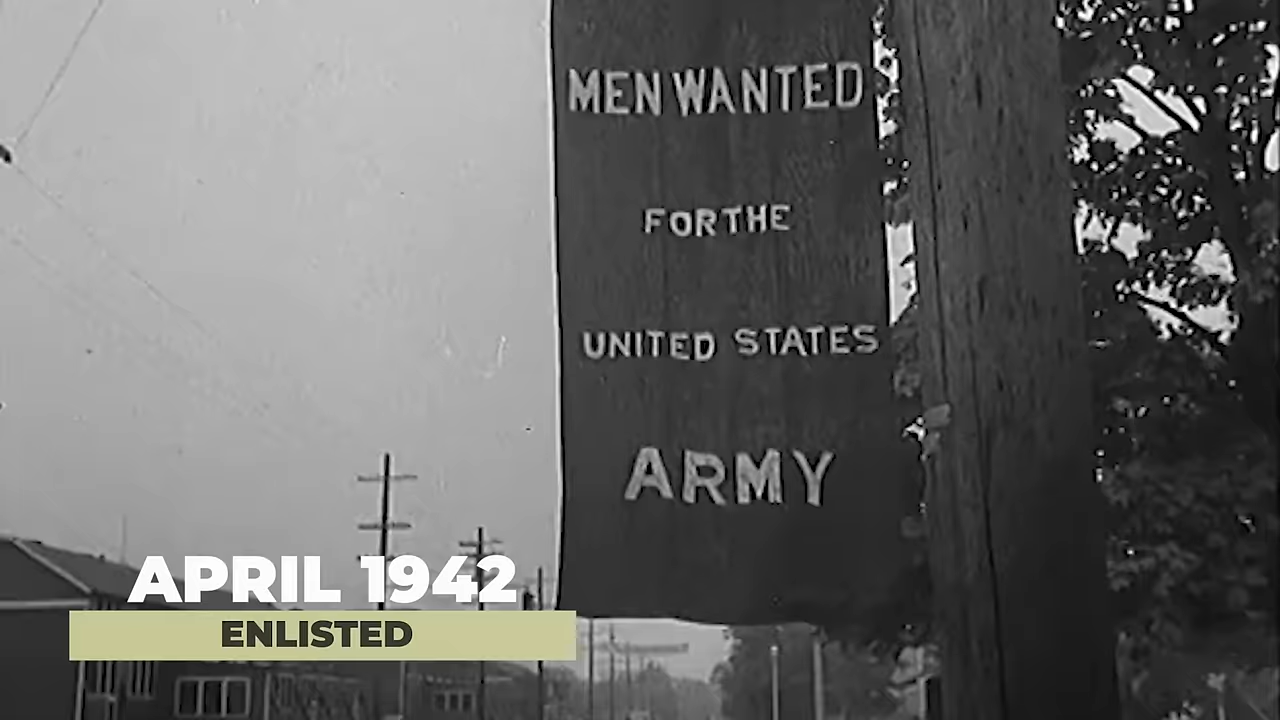 MEN WANTED
FOR THE
UNITED STATES
ARMY
APRIL 1942
ENLISTED